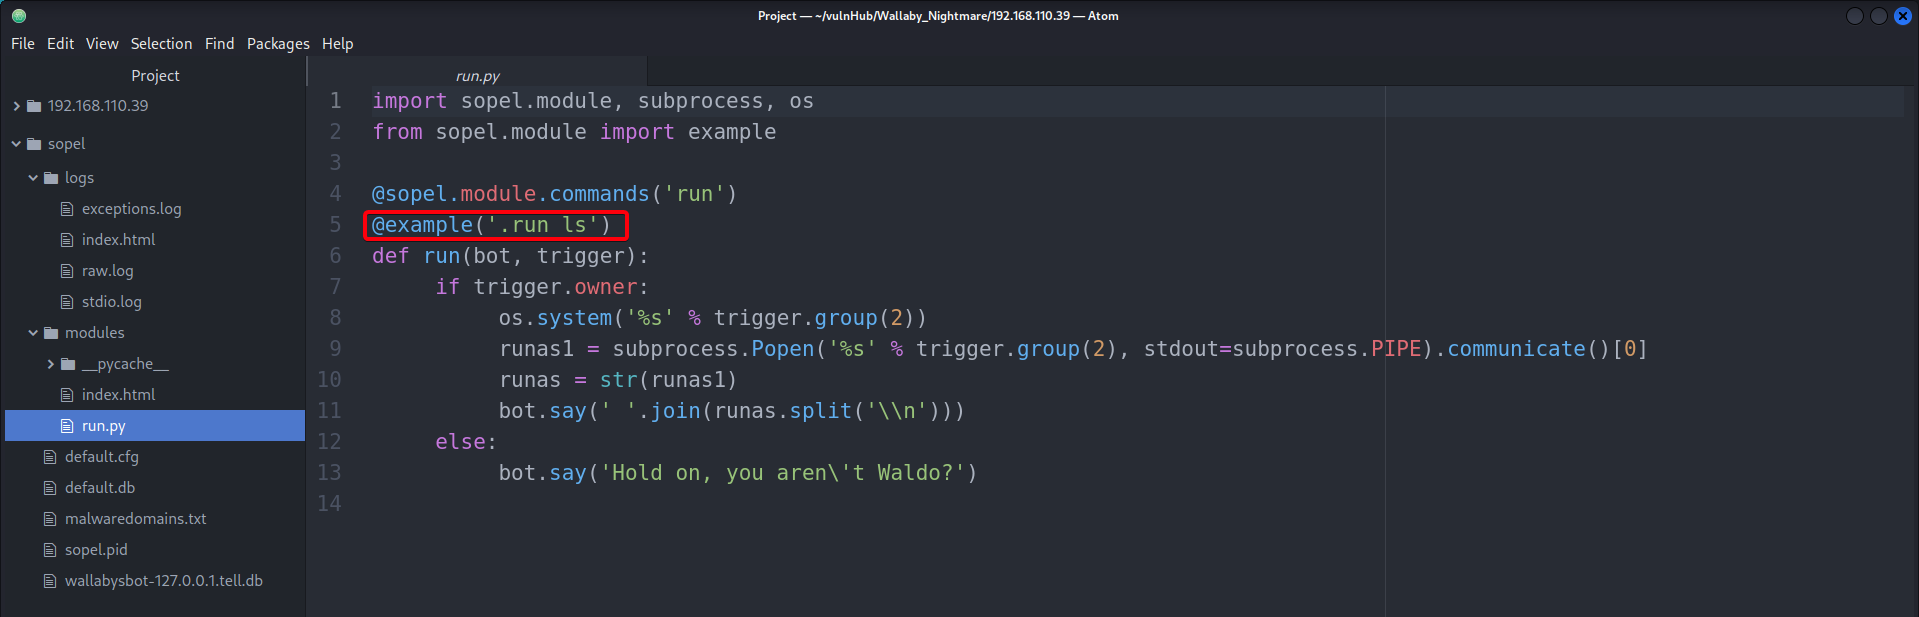 Project — ~/vulnHub/Wallaby_Nightmare/192.168.110.39 — Atom
File Edit View Selection Find Packages Help
Project
192.168.110.39
sopel
logs
exceptions.log
index.html
raw.log
stdio.log
modules
__pycache__
index.html
run.py
default.cfg
default.db
malwaredomains.txt
sopel.pid
wallabysbot-127.0.0.1.tell.db
run.py
1 import sopel.module, subprocess, os
2 from sopel.module import example
3
4 @sopel.module.commands('run')
5 @example('.run ls')
6 def run(bot, trigger):
7      if trigger.owner:
8           os.system('%s' % trigger.group(2))
9           runas1 = subprocess.Popen('%s' % trigger.group(2), stdout=subprocess.PIPE).communicate()[0]
10           runas = str(runas1)
11           bot.say(' '.join(runas.split('\\n')))
12      else:
13           bot.say('Hold on, you aren\'t Waldo?')
14